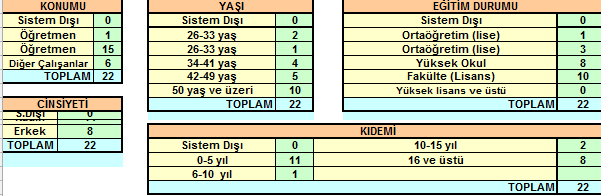 KONUMU
Sistem Dışı 0
Öğretmen 1
Öğretmen 15
Diğer Çalışanlar 6
TOPLAM 22
CİNSİYETİ
S.DIŞI 0
Erkek 8
TOPLAM 22
YAŞI
Sistem Dışı 0
26-33 yaş 2
26-33 yaş 1
34-41 yaş 4
42-49 yaş 5
50 yaş ve üzeri 10
TOPLAM 22
EĞİTİM DURUMU
Sistem Dışı 0
Ortaöğretim (lise) 1
Ortaöğretim (lise) 3
Yüksek Okul 8
Fakülte (Lisans) 10
Yüksek lisans ve üstü 0
TOPLAM 22
KIDEMİ
Sistem Dışı 0 10-15 yıl 2
0-5 yıl 11 16 ve üstü 8
6-10 yıl 1
TOPLAM 22